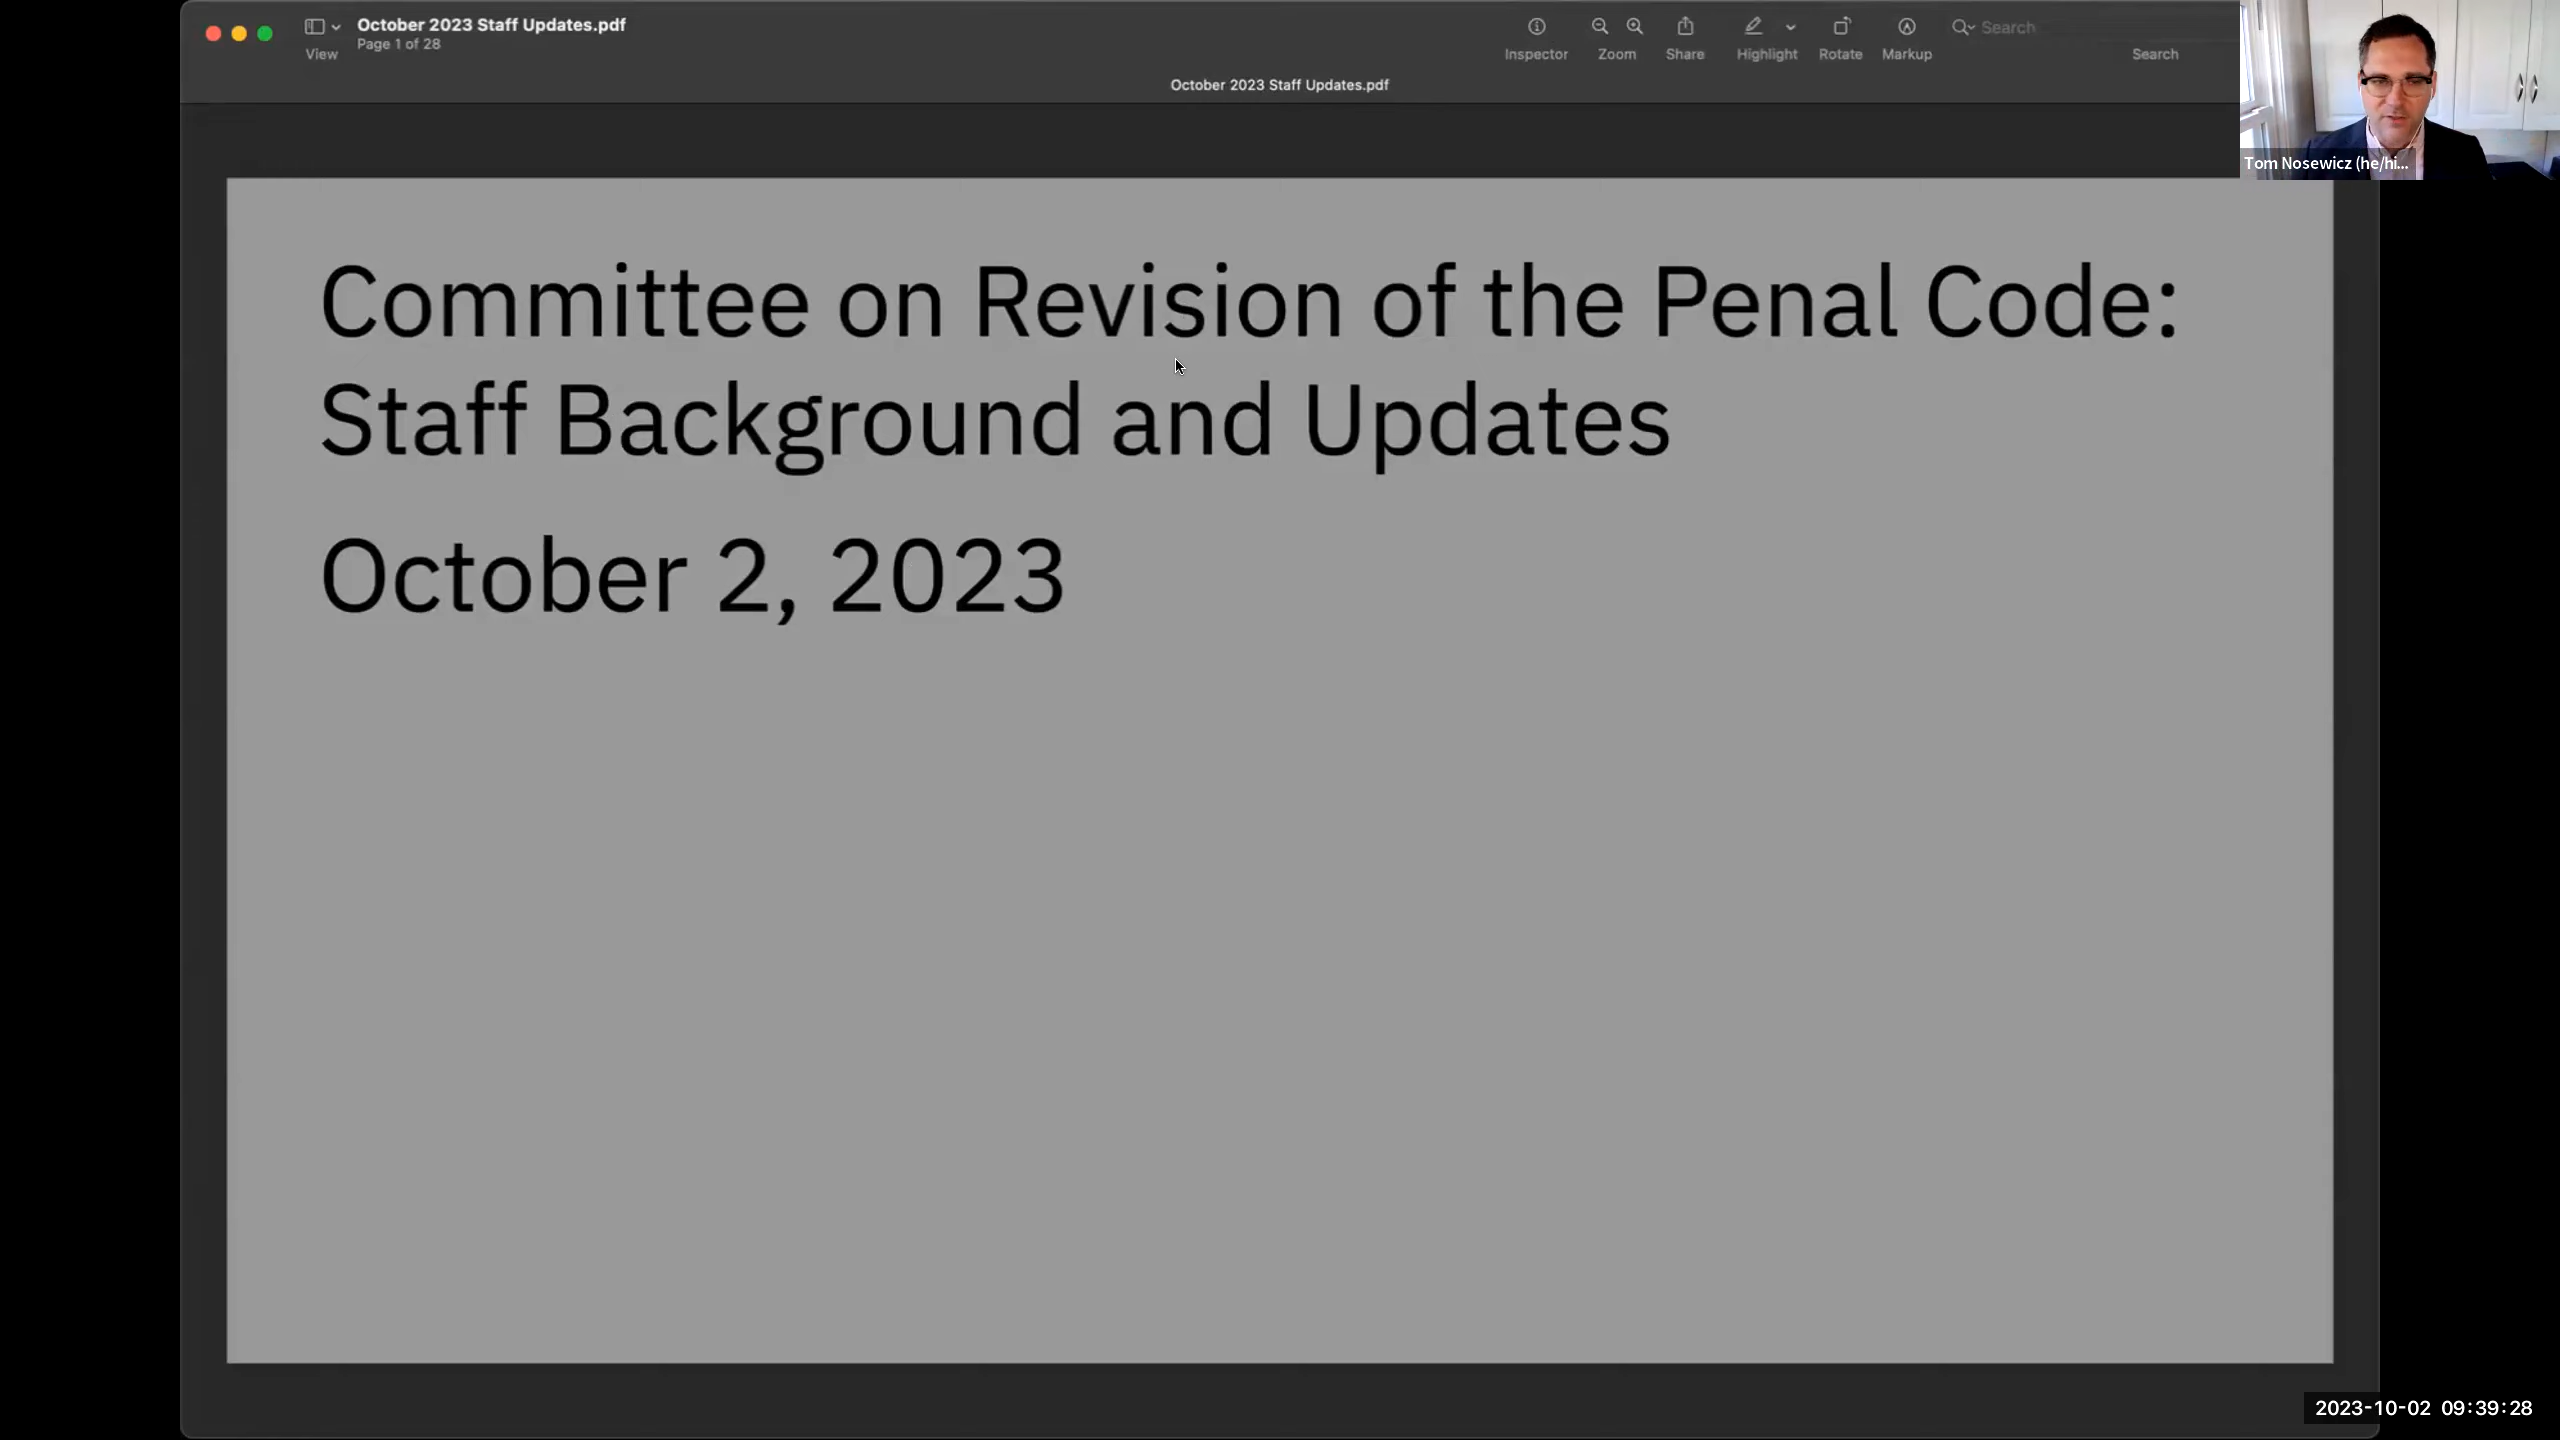 October 2023 Staff Updates.pdf
Page 1 of 28
View
Inspector
Zoom
Share
Highlight
Rotate
Markup
Search
Search
October 2023 Staff Updates.pdf
Tom Nosewicz (he/hi...
Committee on Revision of the Penal Code:
Staff Background and Updates
October 2, 2023
2023-10-02 09:39:28